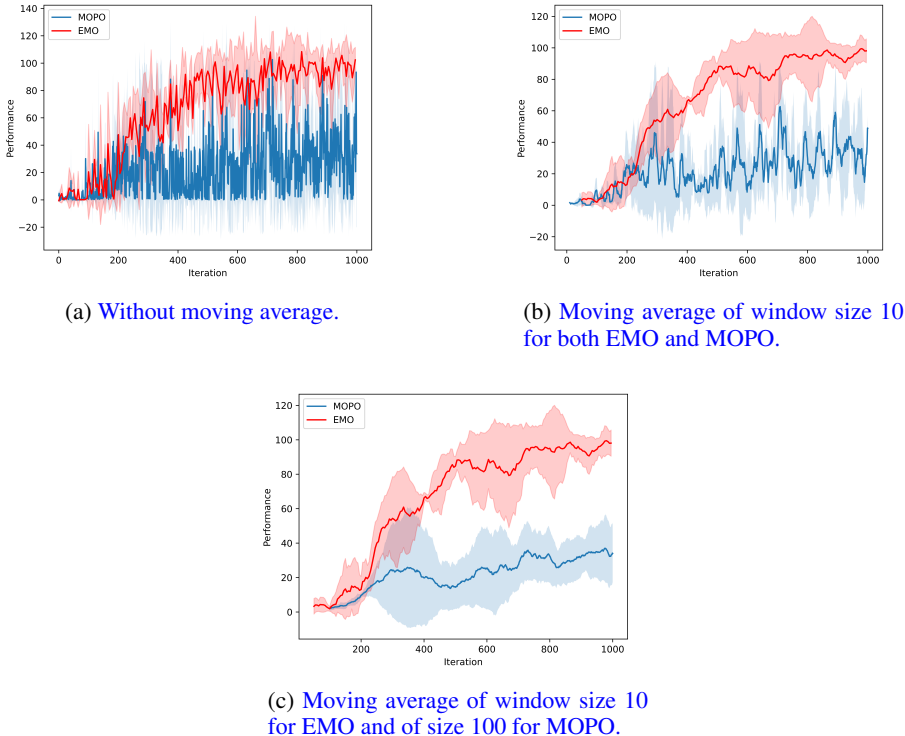 140
120
100
80
60
40
20
0
−20
0 200 400 600 800 1000
Performance
Iteration
MOPO
EMO
(a) Without moving average.
120
100
80
60
40
20
0
−20
0 200 400 600 800 1000
Performance
Iteration
MOPO
EMO
(b) Moving average of window size 10
for both EMO and MOPO.
120
100
80
60
40
20
0
200 400 600 800 1000
Performance
Iteration
MOPO
EMO
(c) Moving average of window size 10
for EMO and of size 100 for MOPO.